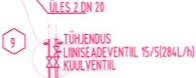 ÜLES 2 DN 20
9
TÜHJENDUS
LIINISEADEVENTIIL 15/5(284L/h)
KUULVENTIIL